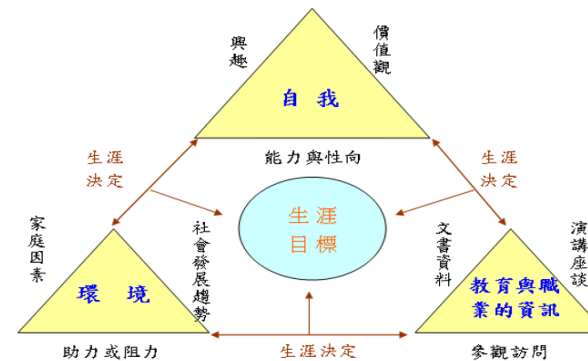 興趣
價值觀
自我
能力與性向
生涯
決定
生涯
決定
生涯
目標
家庭因素
社會發展趨勢
環境
助力或阻力
生涯決定
文書資料
演講座談
教育與職
業的資訊
參觀訪問